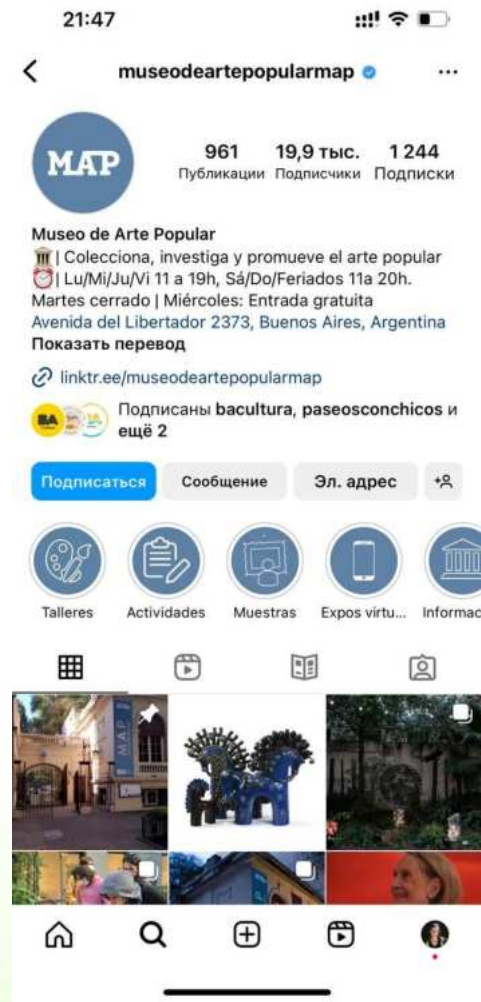 21:47
museodeartepopularmap
MAP
961 19,9 тыс. 1 244
Публикации Подписчики Подписки
Museo de Arte Popular
🏛| Colecciona, investiga y promueve el arte popular
⏰| Lu/Mi/Ju/Vi 11 a 19h, Sá/Do/Feriados 11a 20h.
Martes cerrado | Miércoles: Entrada gratuita
Avenida del Libertador 2373, Buenos Aires, Argentina
Показать перевод
linktr.ee/museodeartepopularmap
BA
Подписаны bacultura, paseosconchicos и
ещё 2
Подписаться Сообщение Эл. адрес
Talleres Actividades Muestras Expos virtu... Informac
MAP